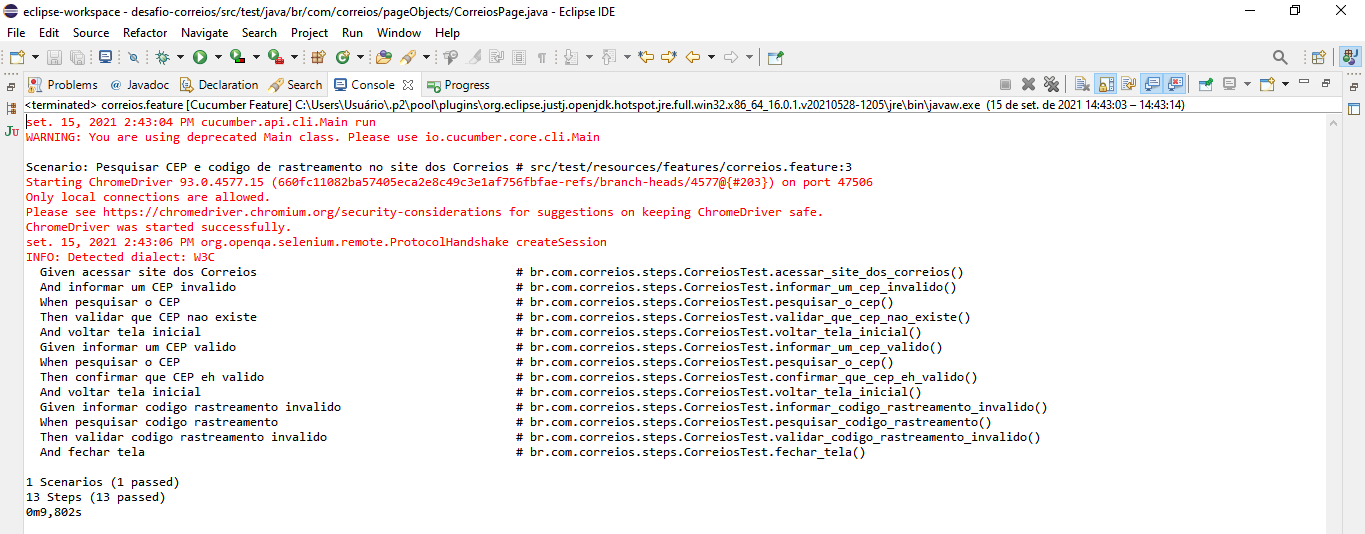 eclipse-workspace - desafio-correios/src/test/java/br/com/correios/pageObjects/CorreiosPage.java - Eclipse IDE
File Edit Source Refactor Navigate Search Project Run Window Help
Problems @ Javadoc Declaration Search Console Progress
<terminated> correios.feature [Cucumber Feature] C:\Users\Usuário\.p2\pool\plugins\org.eclipse.justj.openjdk.hotspot.jre.full.win32.x86_64_16.0.1.v20210528-1205\jre\bin\javaw.exe (15 de set. de 2021 14:43:03 – 14:43:14)
set. 15, 2021 2:43:04 PM cucumber.api.cli.Main run
WARNING: You are using deprecated Main class. Please use io.cucumber.core.cli.Main
Scenario: Pesquisar CEP e codigo de rastreamento no site dos Correios # src/test/resources/features/correios.feature:3
Starting ChromeDriver 93.0.4577.15 (660fc11082ba57405eca2e8c49c3e1af756fbfae-refs/branch-heads/4577@{#203}) on port 47506
Only local connections are allowed.
Please see https://chromedriver.chromium.org/security-considerations for suggestions on keeping ChromeDriver safe.
ChromeDriver was started successfully.
set. 15, 2021 2:43:06 PM org.openqa.selenium.remote.ProtocolHandshake createSession
INFO: Detected dialect: W3C
Given acessar site dos Correios # br.com.correios.steps.CorreiosTest.acessar_site_dos_correios()
And informar um CEP invalido # br.com.correios.steps.CorreiosTest.informar_um_cep_invalido()
When pesquisar o CEP # br.com.correios.steps.CorreiosTest.pesquisar_o_cep()
Then validar que CEP nao existe # br.com.correios.steps.CorreiosTest.validar_que_cep_nao_existe()
And voltar tela inicial # br.com.correios.steps.CorreiosTest.voltar_tela_inicial()
Given informar um CEP valido # br.com.correios.steps.CorreiosTest.informar_um_cep_valido()
When pesquisar o CEP # br.com.correios.steps.CorreiosTest.pesquisar_o_cep()
Then confirmar que CEP eh valido # br.com.correios.steps.CorreiosTest.confirmar_que_cep_eh_valido()
And voltar tela inicial # br.com.correios.steps.CorreiosTest.voltar_tela_inicial()
Given informar codigo rastreamento invalido # br.com.correios.steps.CorreiosTest.informar_codigo_rastreamento_invalido()
When pesquisar codigo rastreamento # br.com.correios.steps.CorreiosTest.pesquisar_codigo_rastreamento()
Then validar codigo rastreamento invalido # br.com.correios.steps.CorreiosTest.validar_codigo_rastreamento_invalido()
And fechar tela # br.com.correios.steps.CorreiosTest.fechar_tela()
1 Scenarios (1 passed)
13 Steps (13 passed)
0m9,802s